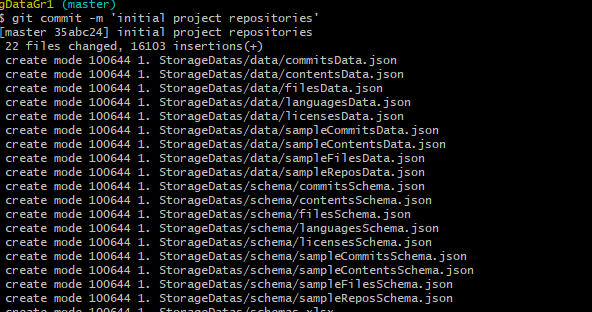 gDataGr1 (master)
$ git commit -m 'initial project repositories'
[master 35abc24] initial project repositories
 22 files changed, 16103 insertions(+)
 create mode 100644 1. StorageDatas/data/commitsData.json
 create mode 100644 1. StorageDatas/data/contentsData.json
 create mode 100644 1. StorageDatas/data/filesData.json
 create mode 100644 1. StorageDatas/data/languagesData.json
 create mode 100644 1. StorageDatas/data/licensesData.json
 create mode 100644 1. StorageDatas/data/sampleCommitsData.json
 create mode 100644 1. StorageDatas/data/sampleContentsData.json
 create mode 100644 1. StorageDatas/data/sampleFilesData.json
 create mode 100644 1. StorageDatas/data/sampleReposData.json
 create mode 100644 1. StorageDatas/schema/commitsSchema.json
 create mode 100644 1. StorageDatas/schema/contentsSchema.json
 create mode 100644 1. StorageDatas/schema/filesSchema.json
 create mode 100644 1. StorageDatas/schema/languagesSchema.json
 create mode 100644 1. StorageDatas/schema/licensesSchema.json
 create mode 100644 1. StorageDatas/schema/sampleCommitsSchema.json
 create mode 100644 1. StorageDatas/schema/sampleContentsSchema.json
 create mode 100644 1. StorageDatas/schema/sampleFilesSchema.json
 create mode 100644 1. StorageDatas/schema/sampleReposSchema.json
 create mode 100644 1. StorageDatas/schemas.xlsx